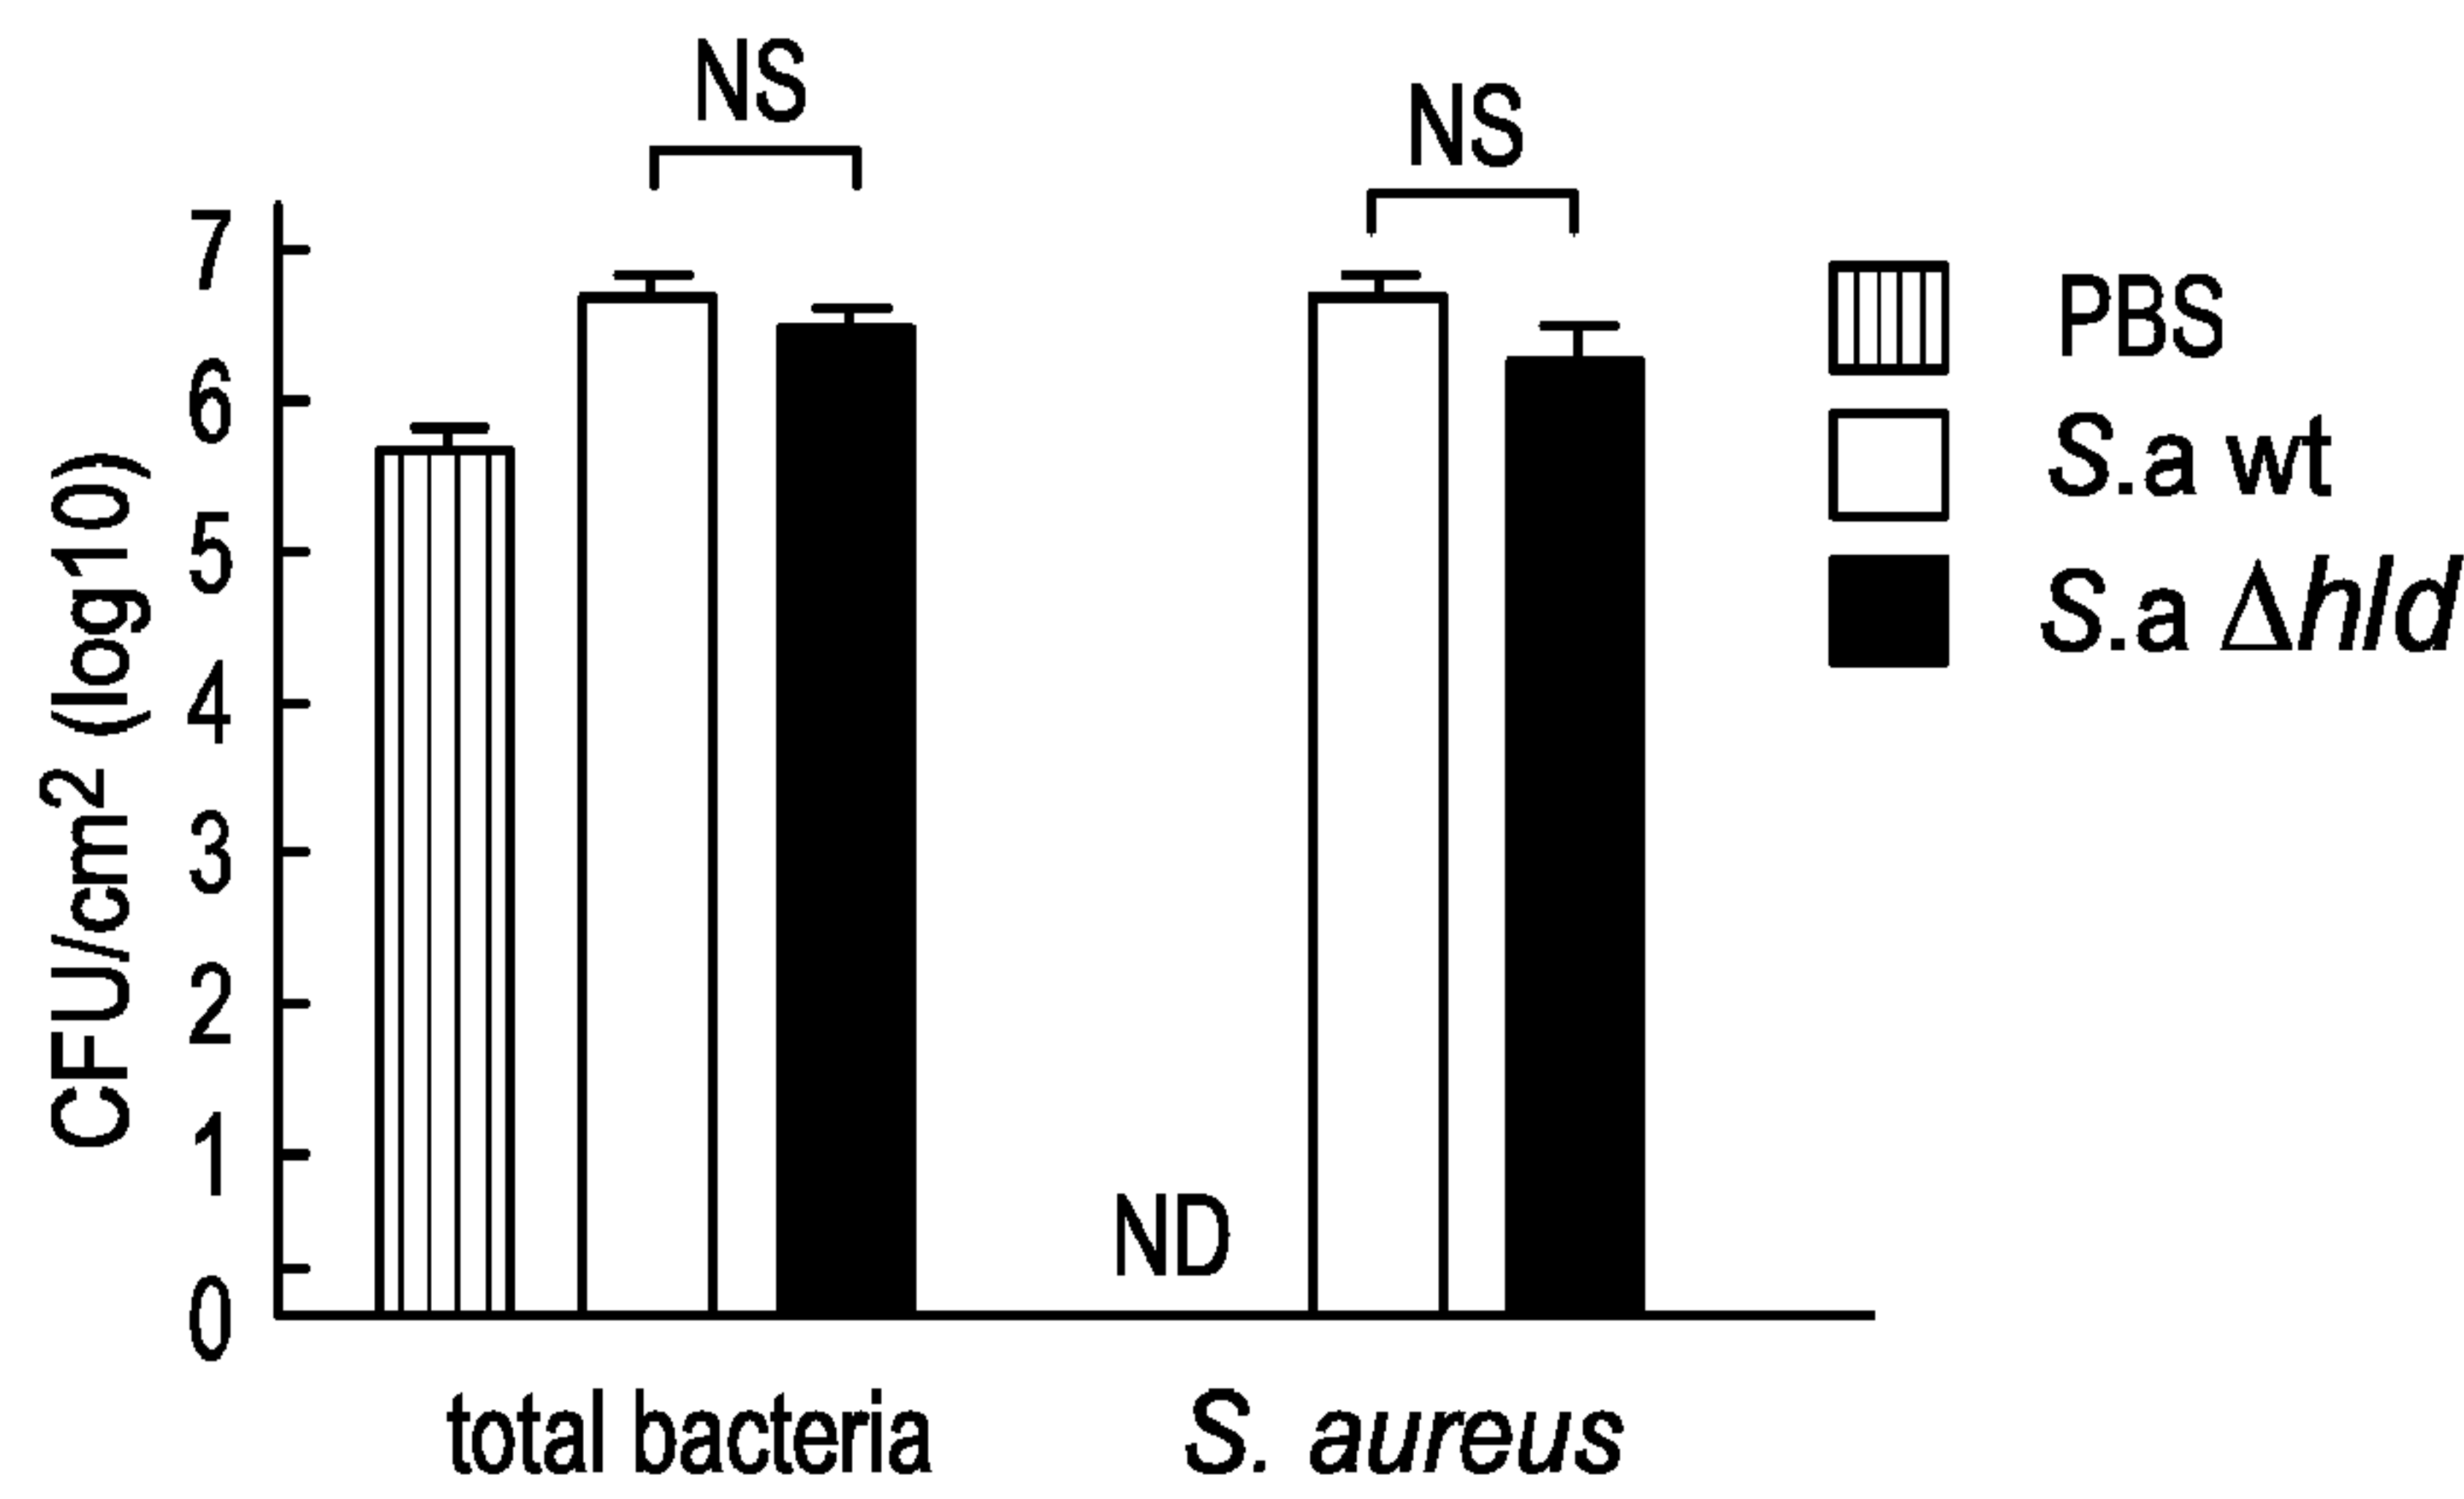 NS
NS
7
6
5
4
3
2
1
0
CFU/cm² (log10)
ND
total bacteria
S. aureus
PBS
S.a wt
S.a Δhld